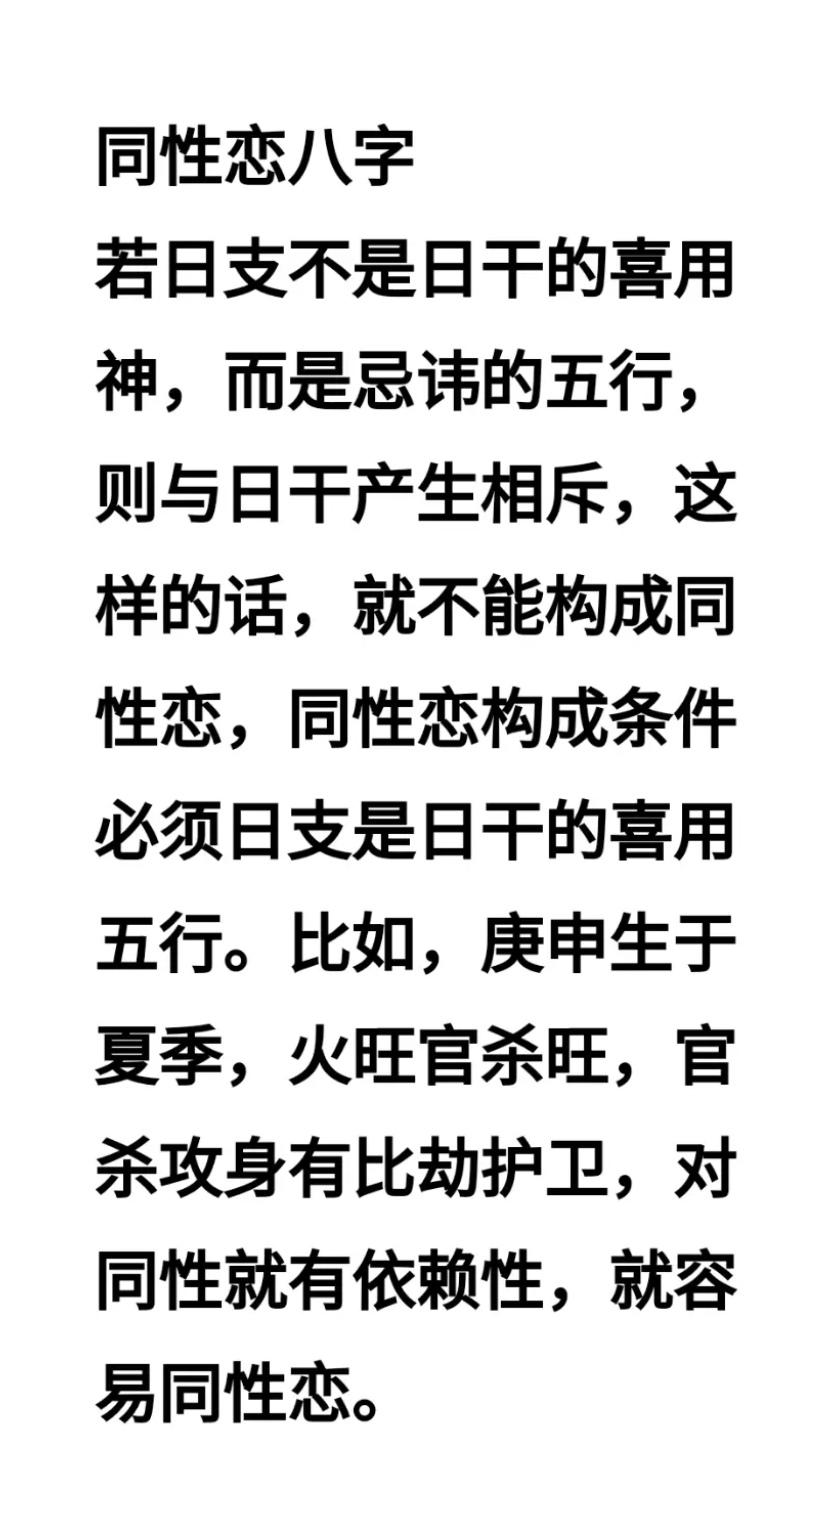 同性恋八字
若日支不是日干的喜用
神，而是忌讳的五行，
则与日干产生相斥，这
样的话，就不能构成同
性恋，同性恋构成条件
必须日支是日干的喜用
五行。比如，庚申生于
夏季，火旺官杀旺，官
杀攻身有比劫护卫，对
同性就有依赖性，就容
易同性恋。